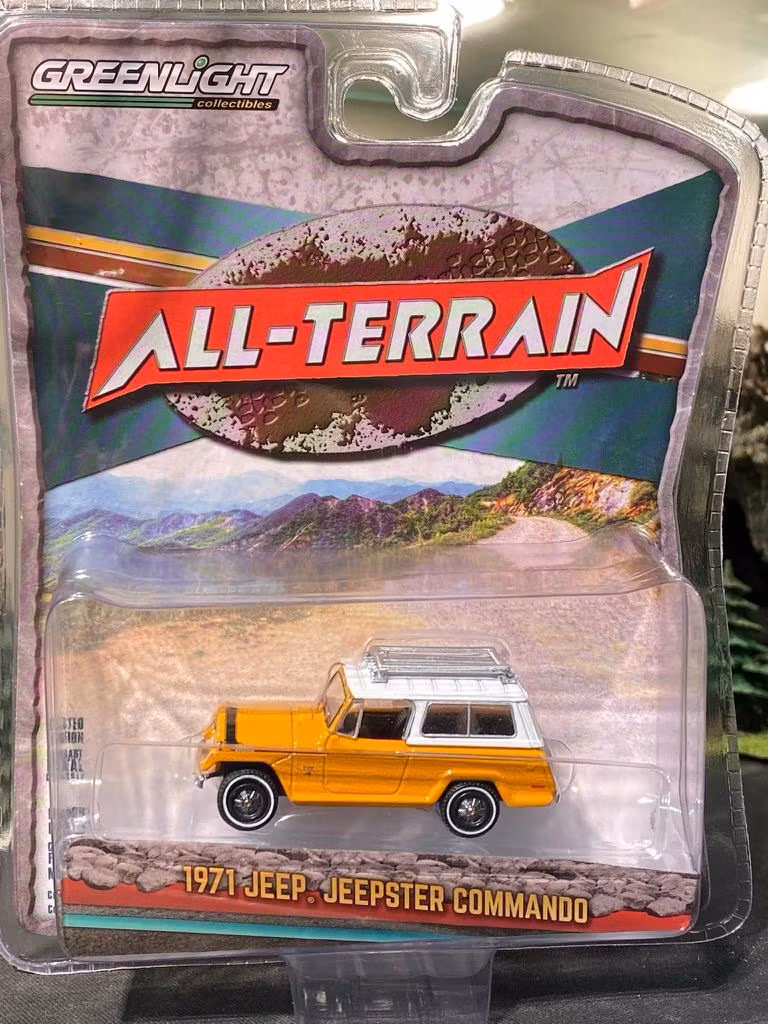 GREENLiGHT
collectibles
ALL-TERRAIN
TM
1971 JEEP® JEEPSTER COMMANDO